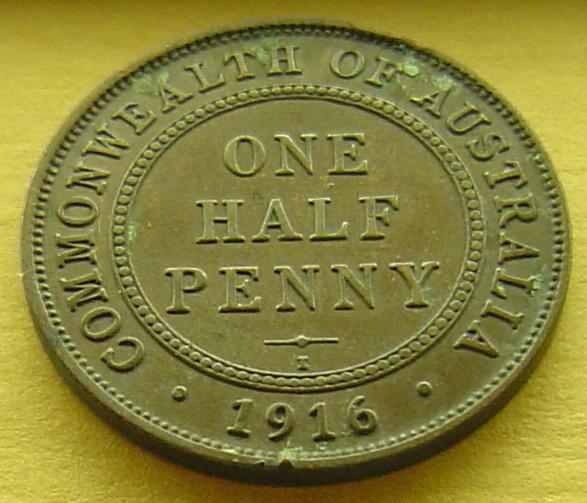 COMMONWEALTH OF AUSTRALIA
ONE
HALF
PENNY
I
1916